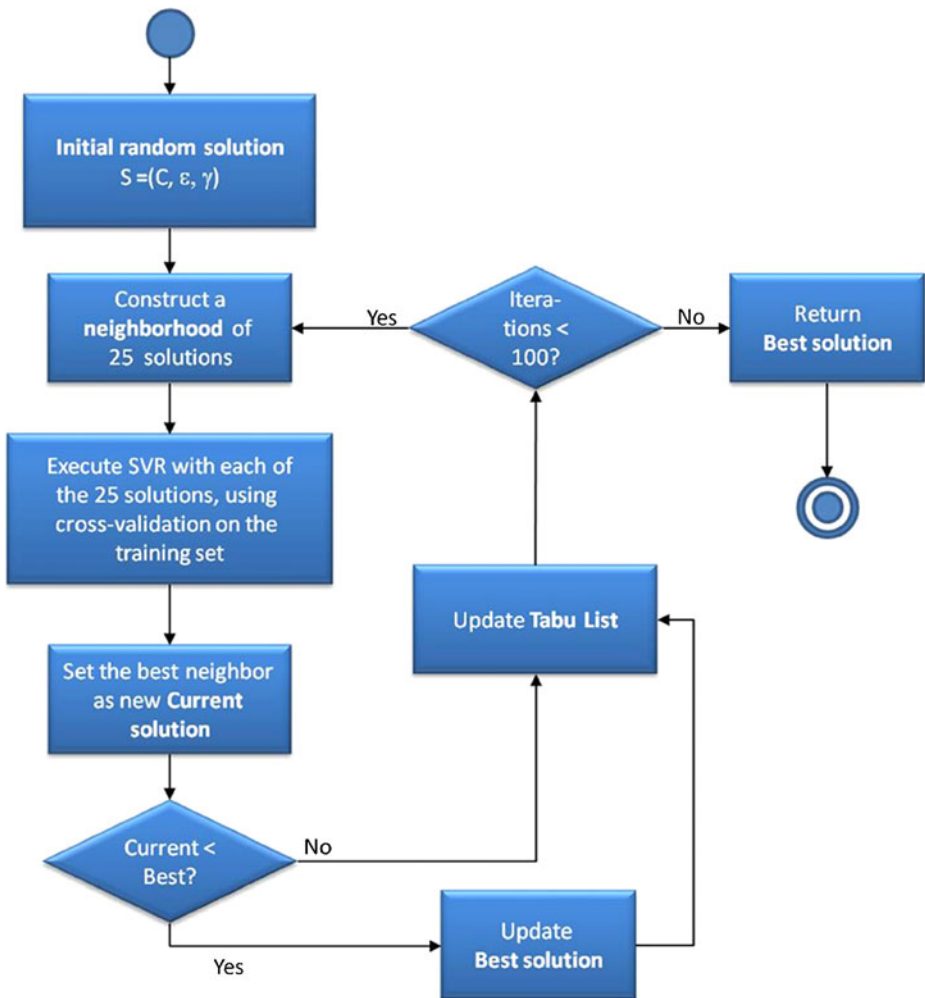 Initial random solution
S =(C, ε, γ)
Construct a
neighborhood of
25 solutions
Execute SVR with each of
the 25 solutions, using
cross-validation on the
training set
Set the best neighbor
as new Current
solution
Current <
Best?
No
Yes
Update
Best solution
Update Tabu List
Itera-
tions <
100?
Yes
No
Return
Best solution